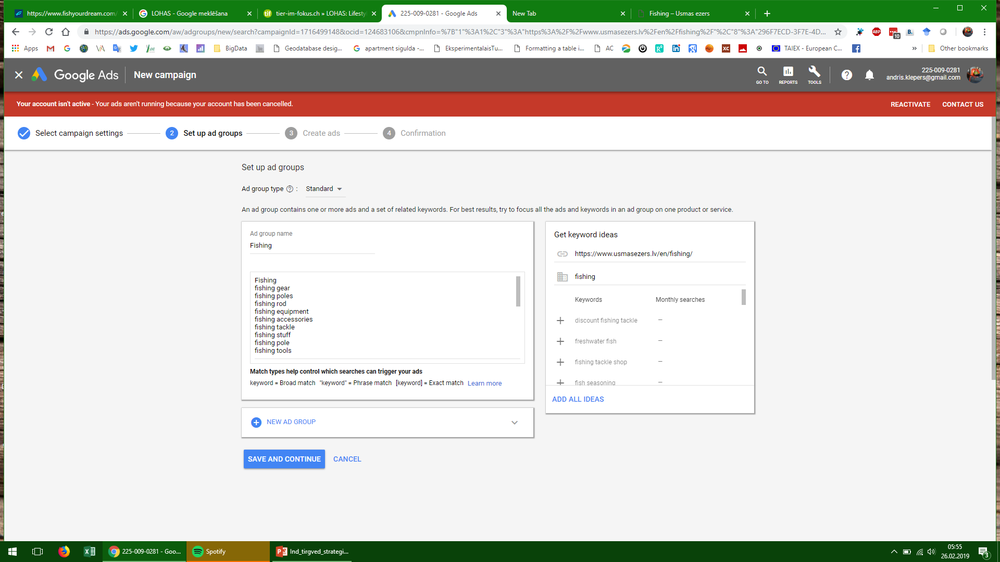 https://www.fishyourdream.com/
LOHAS - Google meklēšana
tif
tier-im-fokus.ch » LOHAS: Lifesty
225-009-0281 - Google Ads
New Tab
Fishing – Usmas ezers
https://ads.google.com/aw/adgroups/new/search?campaignId=1716499148&ocid=124683106&cmpnInfo=%7B"1"%3A1%2C"3"%3A"https%3A%2F%2Fwww.usmasezers.lv%2Fen%2Ffishing%2F"%2C"8"%3A"296F7ECD-3F7E-4D...
ABP
10
Apps
BigData
Geodatabase desig...
apartment sigulda -...
EksperimentalaisTu...
Formatting a table i...
AC
TAIEX - European C...
»
Other bookmarks
Google Ads
New campaign
GO TO
REPORTS
TOOLS
225-009-0281
andris.klepers@gmail.com
Your account isn't active - Your ads aren't running because your account has been cancelled.
REACTIVATE
CONTACT US
Select campaign settings
2 Set up ad groups
3 Create ads
4 Confirmation
Set up ad groups
Ad group type ? :
Standard
An ad group contains one or more ads and a set of related keywords. For best results, try to focus all the ads and keywords in an ad group on one product or service.
Ad group name
Fishing
Fishing
fishing gear
fishing poles
fishing rod
fishing equipment
fishing accessories
fishing tackle
fishing stuff
fishing pole
fishing tools
Match types help control which searches can trigger your ads
keyword = Broad match "keyword" = Phrase match [keyword] = Exact match Learn more
NEW AD GROUP
SAVE AND CONTINUE
CANCEL
Get keyword ideas
https://www.usmasezers.lv/en/fishing/
fishing
Keywords Monthly searches
discount fishing tackle –
freshwater fish –
fishing tackle shop –
fish seasoning –
ADD ALL IDEAS
225-009-0281 - Goo...
Spotify
Ind_tirgved_strategi...
05:55
26.02.2019
3